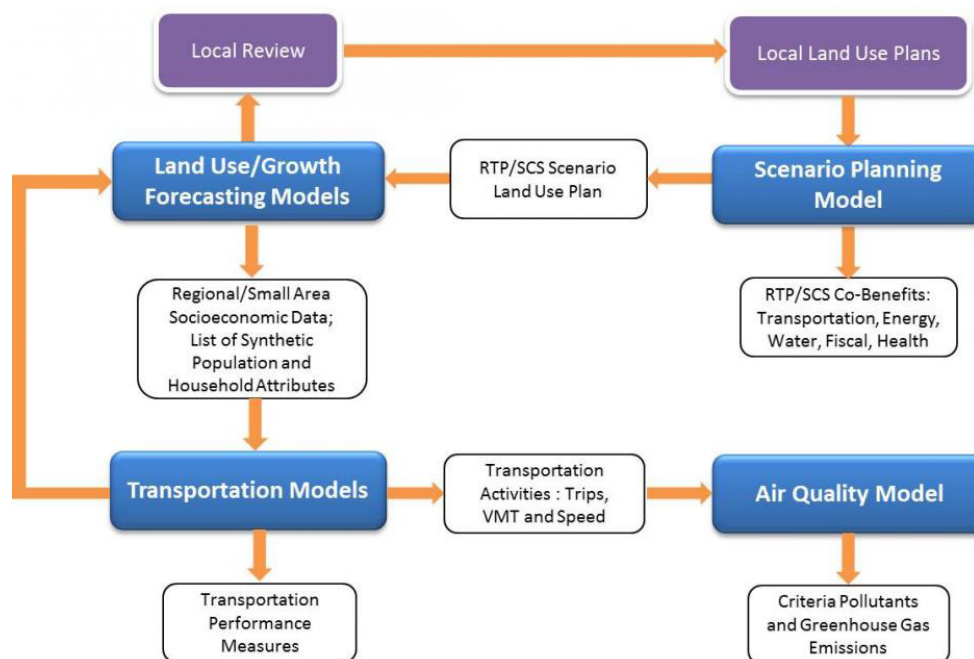 Local Review
Local Land Use Plans
Land Use/Growth
Forecasting Models
RTP/SCS Scenario
Land Use Plan
Scenario Planning
Model
Regional/Small Area
Socioeconomic Data;
List of Synthetic
Population and
Household Attributes
RTP/SCS Co-Benefits:
Transportation, Energy,
Water, Fiscal, Health
Transportation Models
Transportation
Activities : Trips,
VMT and Speed
Air Quality Model
Transportation
Performance
Measures
Criteria Pollutants
and Greenhouse Gas
Emissions